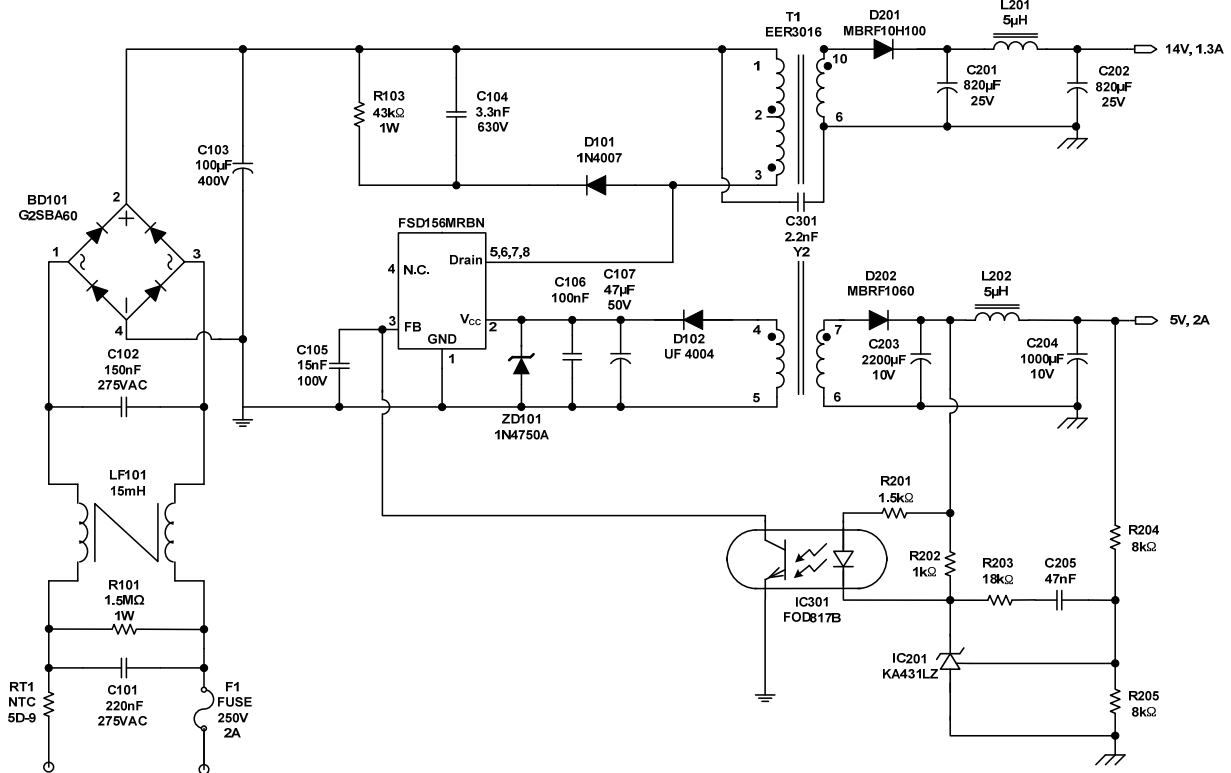 L201
5µH
T1
EER3016
D201
MBRF10H100
14V, 1.3A
1
10
R103
43kΩ
1W
C104
3.3nF
630V
C201
820µF
25V
C202
820µF
25V
2
6
C103
100µF
400V
D101
1N4007
3
BD101
G2SBA60
2
C301
2.2nF
Y2
FSD156MRBN
1
3
4
N.C.
Drain
5,6,7,8
C106
100nF
C107
47µF
50V
D202
MBRF1060
L202
5µH
5V, 2A
4
3
FB
VCC
2
GND
1
D102
UF 4004
4
7
C102
150nF
275VAC
C105
15nF
100V
C203
2200µF
10V
C204
1000µF
10V
ZD101
1N4750A
5
6
LF101
15mH
R201
1.5kΩ
R204
8kΩ
R202
1kΩ
R203
18kΩ
C205
47nF
R101
1.5MΩ
1W
IC301
FOD817B
IC201
KA431LZ
RT1
NTC
5D-9
C101
220nF
275VAC
F1
FUSE
250V
2A
R205
8kΩ